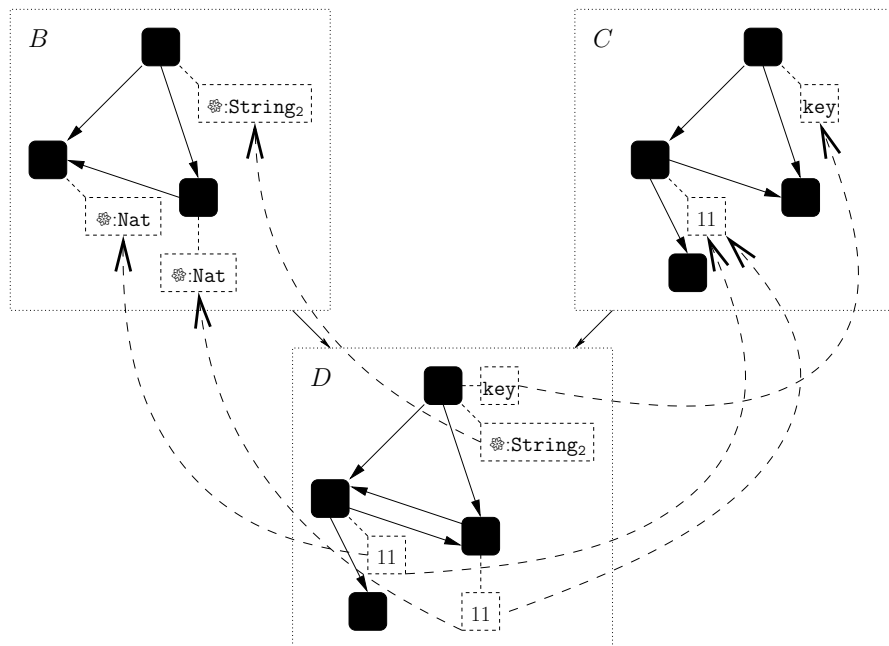 B
❁:String₂
❁:Nat
❁:Nat
C
key
11
D
key
❁:String₂
11
11